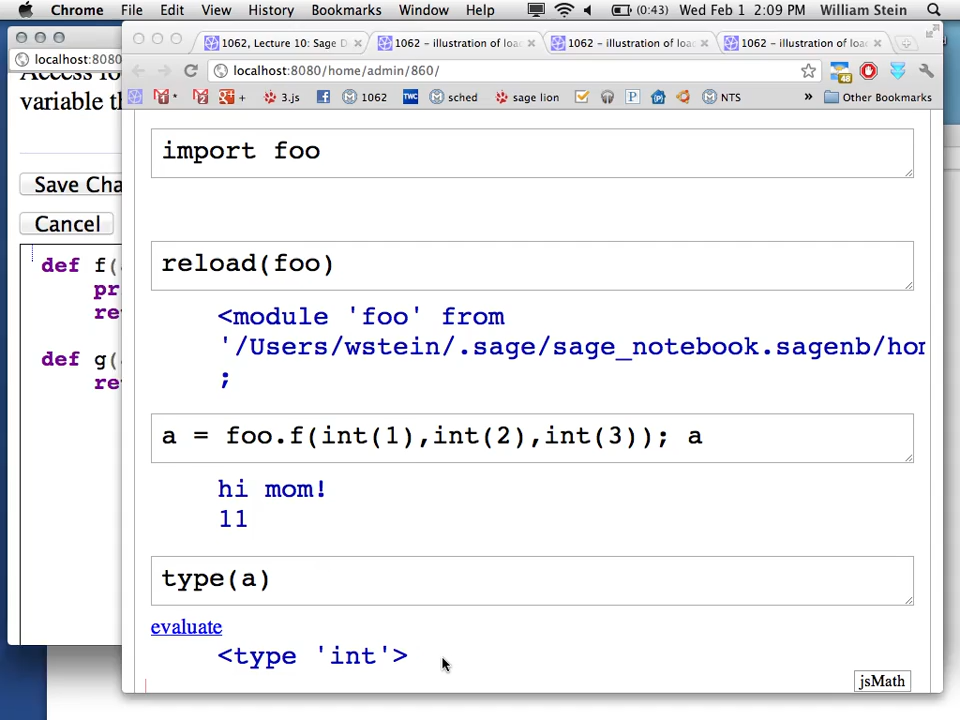 Chrome File Edit View History Bookmarks Window Help (0:43) Wed Feb 1 2:09 PM William Stein
1062, Lecture 10: Sage D 1062 – illustration of loa 1062 – illustration of loa 1062 – illustration of loa
localhost:8080 localhost:8080/home/admin/860/
3.js 1062 sched sage lion NTS » Other Bookmarks
Access fo
variable th
Save Cha
Cancel
def f(
pr
re
def g(
re
import foo
reload(foo)
<module 'foo' from
'/Users/wstein/.sage/sage_notebook.sagenb/hom
;
a = foo.f(int(1),int(2),int(3)); a
hi mom!
11
type(a)
evaluate
<type 'int'>
jsMath